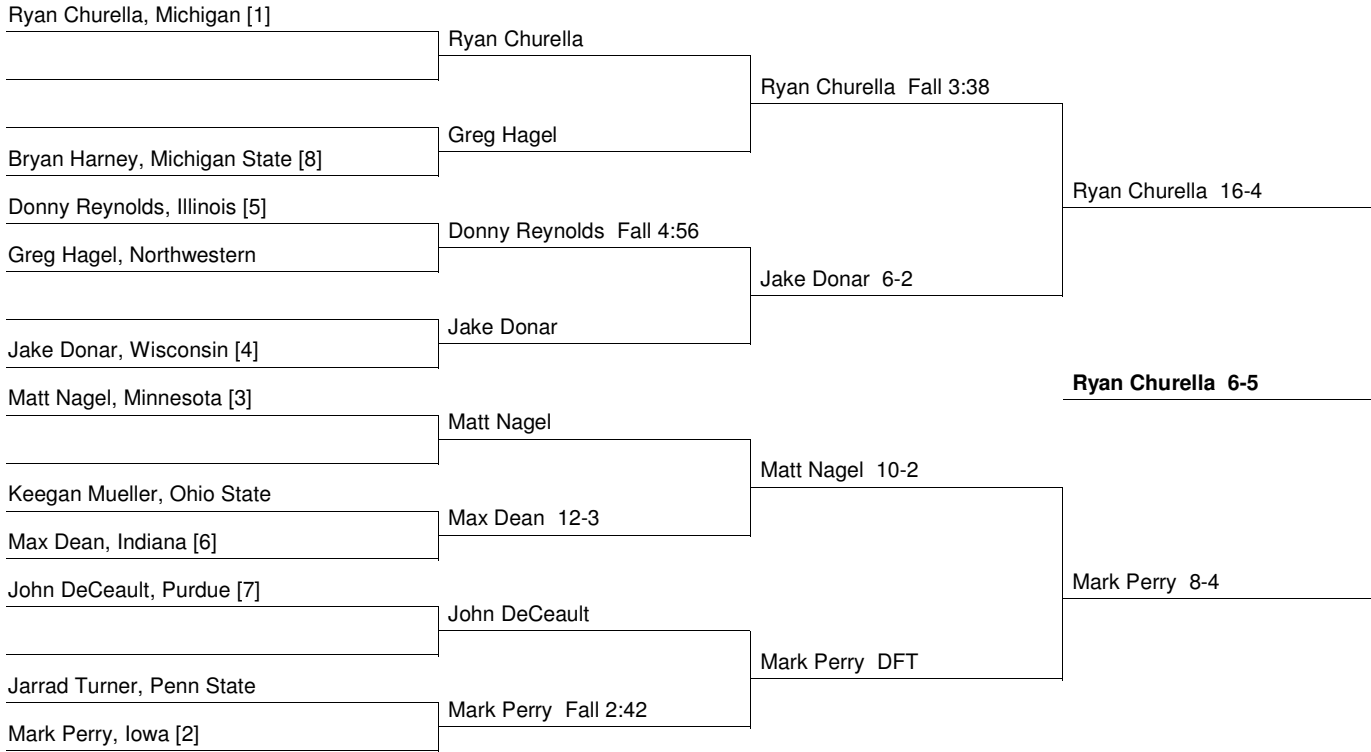 Ryan Churella, Michigan [1]
Ryan Churella
Ryan Churella Fall 3:38
Greg Hagel
Bryan Harney, Michigan State [8]
Ryan Churella 16-4
Donny Reynolds, Illinois [5]
Donny Reynolds Fall 4:56
Greg Hagel, Northwestern
Jake Donar 6-2
Jake Donar
Jake Donar, Wisconsin [4]
Ryan Churella 6-5
Matt Nagel, Minnesota [3]
Matt Nagel
Matt Nagel 10-2
Keegan Mueller, Ohio State
Max Dean 12-3
Max Dean, Indiana [6]
Mark Perry 8-4
John DeCeault, Purdue [7]
John DeCeault
Mark Perry DFT
Jarrad Turner, Penn State
Mark Perry Fall 2:42
Mark Perry, Iowa [2]